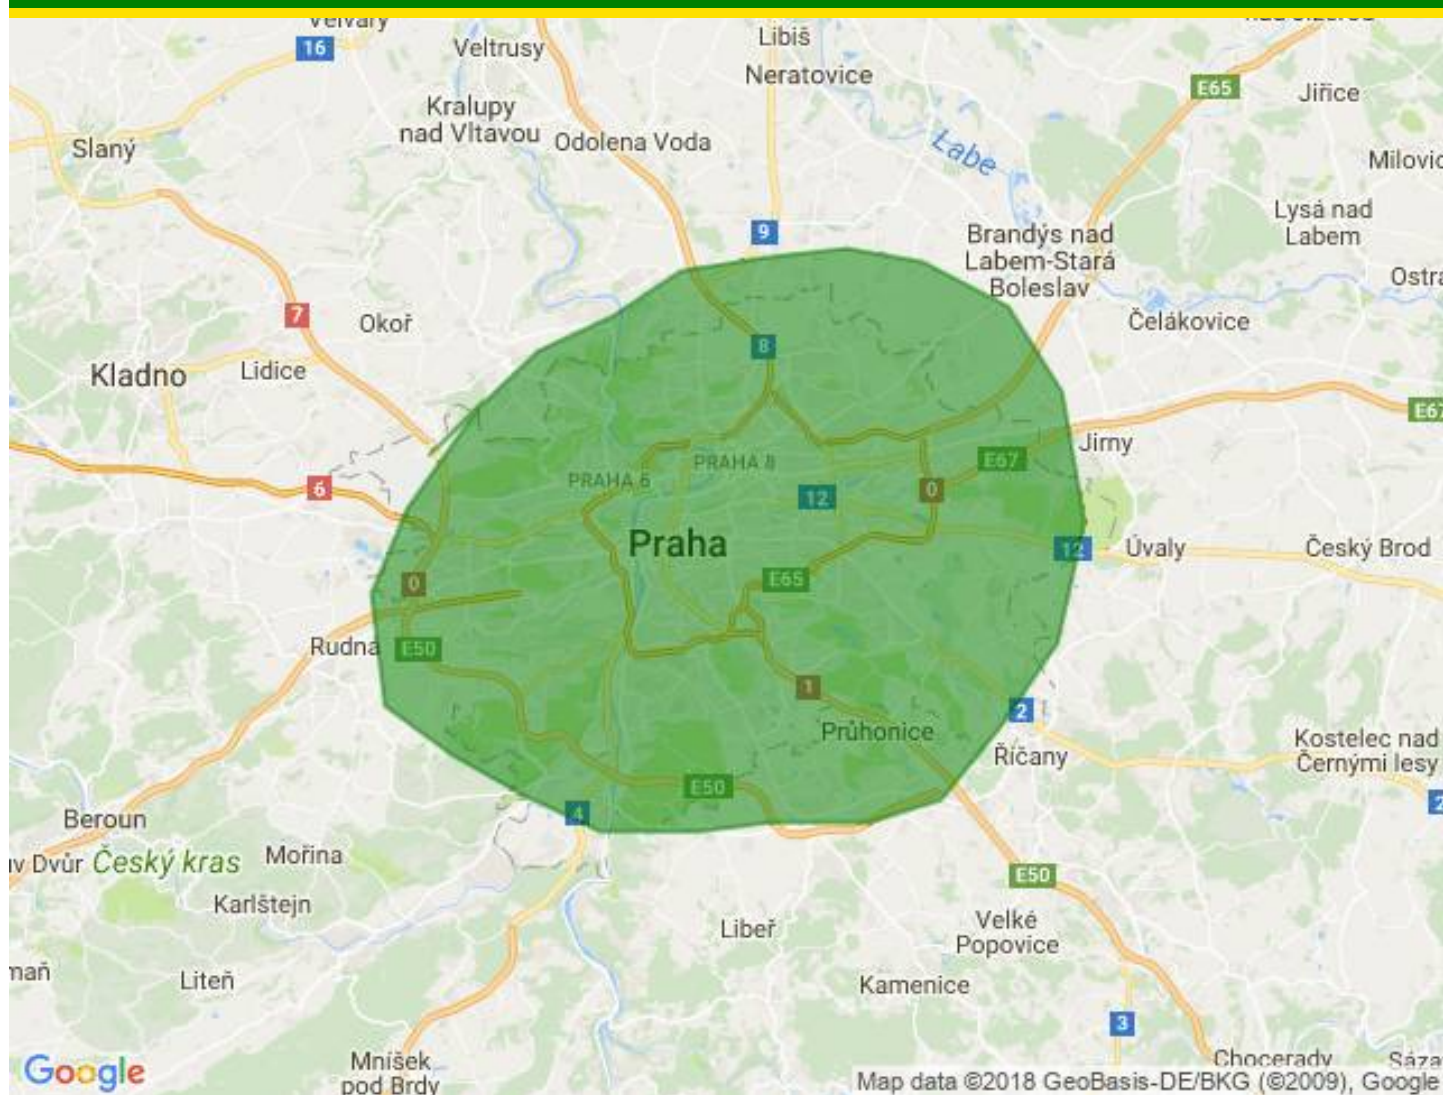 Velvary
16
Veltrusy
Libiš
Neratovice
E65
Jiřice
Kralupy
nad Vltavou
Odolena Voda
Slaný
Labe
Lysá nad
Labem
9
Brandýs nad
Labem-Stará
Boleslav
7
Okoř
Čelákovice
8
Kladno
Lidice
E67
Jirny
PRAHA 8
E67
PRAHA 6
6
12
0
Praha
12
Úvaly
Český Brod
0
E65
Rudna
E50
1
2
Průhonice
Říčany
Kostelec nad
Černými lesy
E50
4
2
Beroun
Mořina
Dvůr
Český kras
E50
Karlštejn
Libeř
Velké
Popovice
Liteň
Kamenice
3
Mníšek
pod Brdy
Chocerady
Google
Map data ©2018 GeoBasis-DE/BKG (©2009), Google